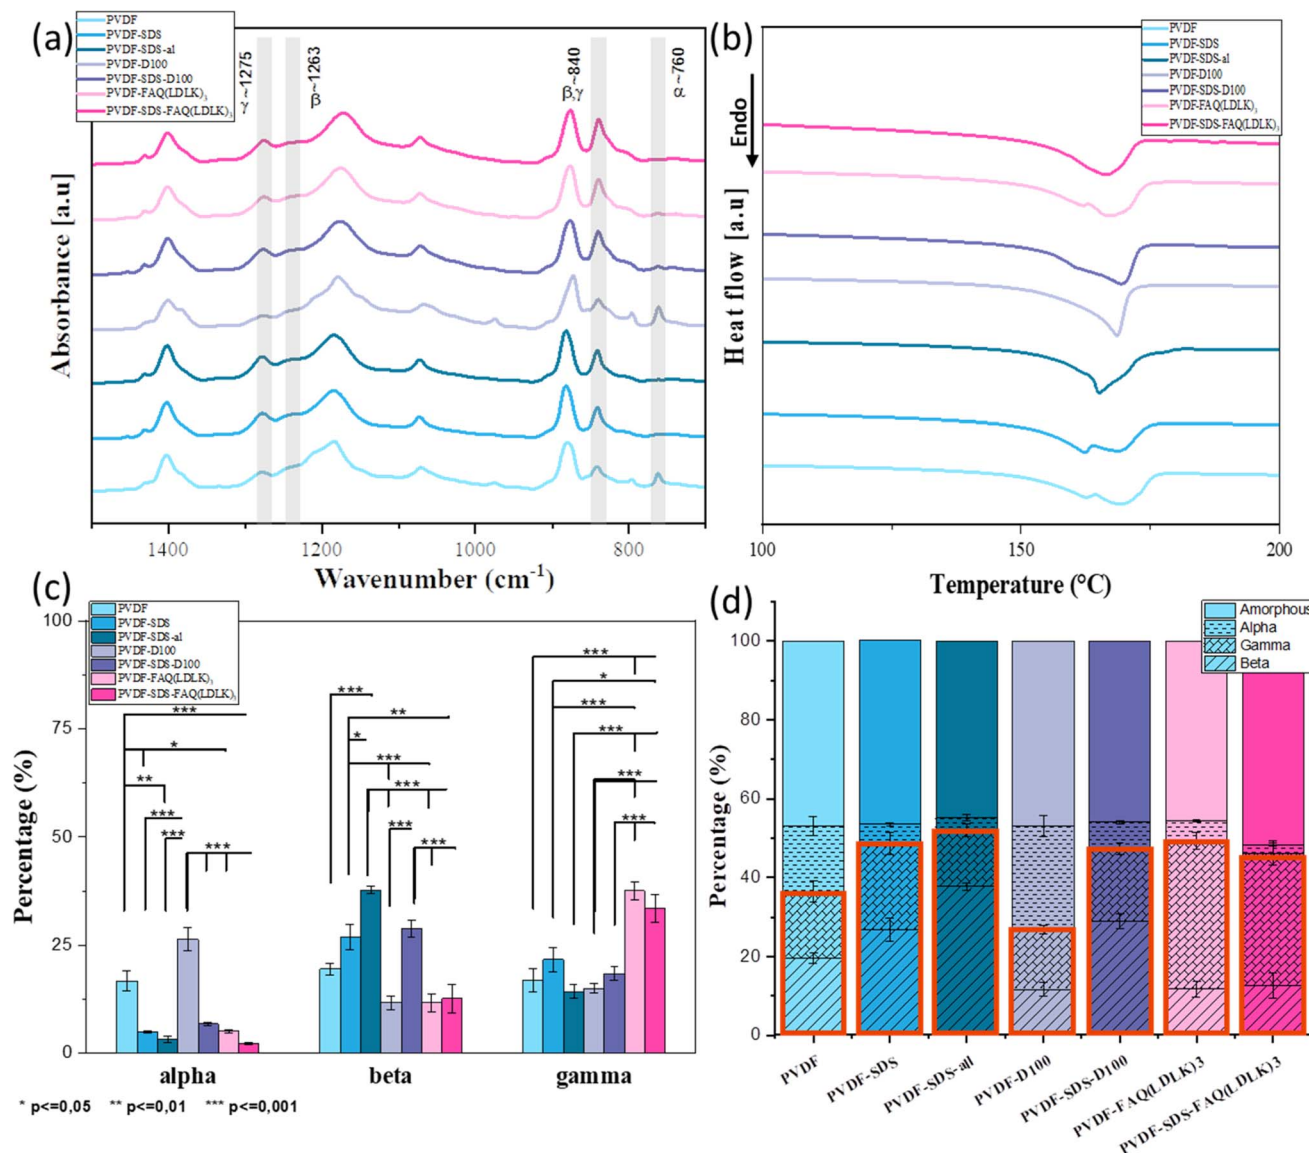 (a)
PVDF
PVDF-SDS
PVDF-SDS-al
PVDF-D100
PVDF-SDS-D100
PVDF-FAQ(LDLK)₃
PVDF-SDS-FAQ(LDLK)₃
γ ~1275
β ~1263
β,γ ~840
α ~760
Absorbance [a.u]
1400
1200
1000
800
Wavenumber (cm⁻¹)
(b)
PVDF
PVDF-SDS
PVDF-SDS-al
PVDF-D100
PVDF-SDS-D100
PVDF-FAQ(LDLK)₃
PVDF-SDS-FAQ(LDLK)₃
Endo
Heat flow [a.u]
100
150
200
Temperature (°C)
(c)
PVDF
PVDF-SDS
PVDF-SDS-al
PVDF-D100
PVDF-SDS-D100
PVDF-FAQ(LDLK)₃
PVDF-SDS-FAQ(LDLK)₃
Percentage (%)
100
75
50
25
0
***
*
**
***
***
***
***
**
*
***
***
***
***
***
*
***
***
***
***
alpha
beta
gamma
* p<=0,05 ** p<=0,01 *** p<=0,001
(d)
Amorphous
Alpha
Gamma
Beta
Percentage (%)
100
80
60
40
20
0
PVDF
PVDF-SDS
PVDF-SDS-all
PVDF-D100
PVDF-SDS-D100
PVDF-FAQ(LDLK)3
PVDF-SDS-FAQ(LDLK)3